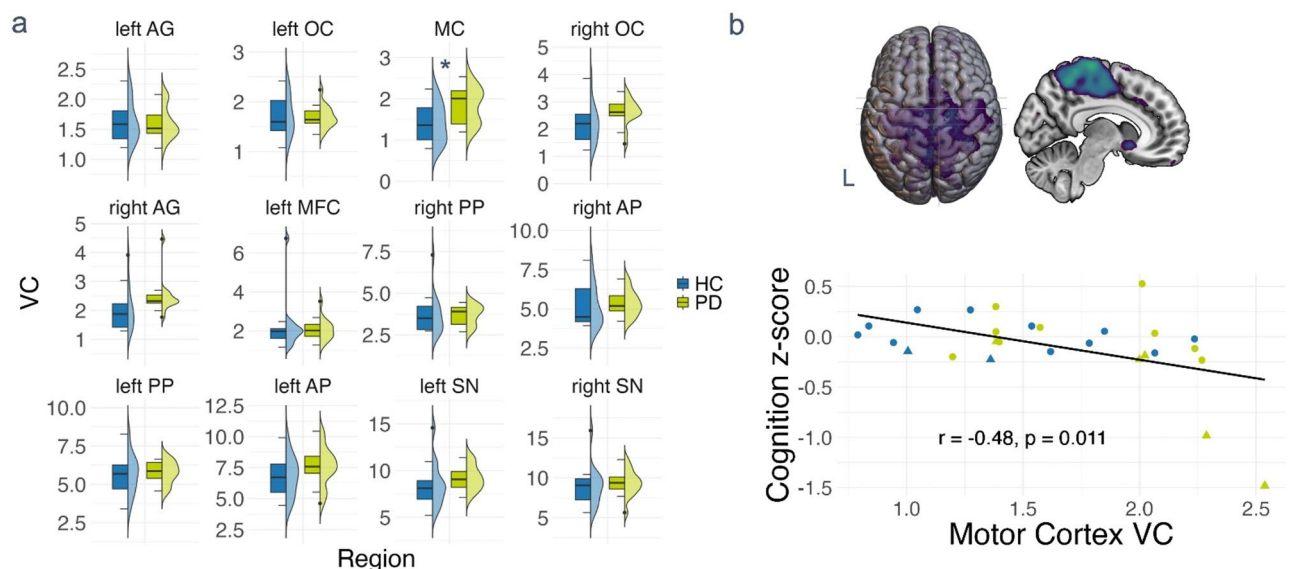 a
left AG
left OC
MC
right OC
2.5
2.0
1.5
1.0
3
2
1
3
*
2
1
0
5
4
3
2
1
0
right AG
left MFC
right PP
right AP
5
4
3
2
1
6
4
2
7.5
5.0
2.5
10.0
7.5
5.0
2.5
VC
HC
PD
left PP
left AP
left SN
right SN
10.0
7.5
5.0
2.5
12.5
10.0
7.5
5.0
2.5
15
10
5
15
10
5
Region
b
L
Cognition z-score
0.5
0.0
-0.5
-1.0
-1.5
r = -0.48, p = 0.011
1.0
1.5
2.0
2.5
Motor Cortex VC